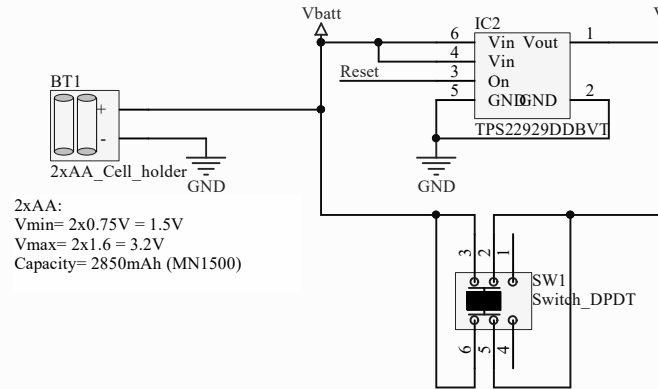 Vbatt
V
IC2
6 Vin Vout 1
4 Vin
Reset 3 On
5 GND GND 2
TPS22929DDBVT
BT1
+
-
2xAA_Cell_holder
GND
GND
2xAA:
Vmin= 2x0.75V = 1.5V
Vmax= 2x1.6 = 3.2V
Capacity= 2850mAh (MN1500)
3 2 1
SW1
Switch_DPDT
6 5 4